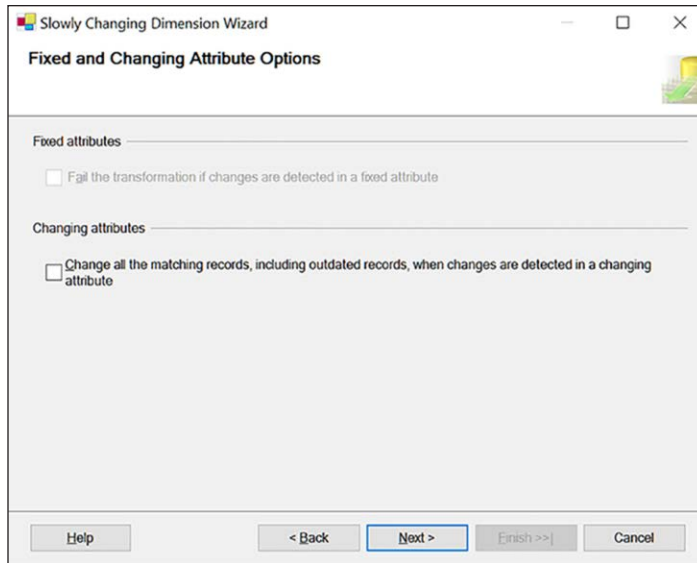 Slowly Changing Dimension Wizard
Fixed and Changing Attribute Options
Fixed attributes
Fail the transformation if changes are detected in a fixed attribute
Changing attributes
Change all the matching records, including outdated records, when changes are detected in a changing
attribute
Help
< Back
Next >
Finish >>|
Cancel